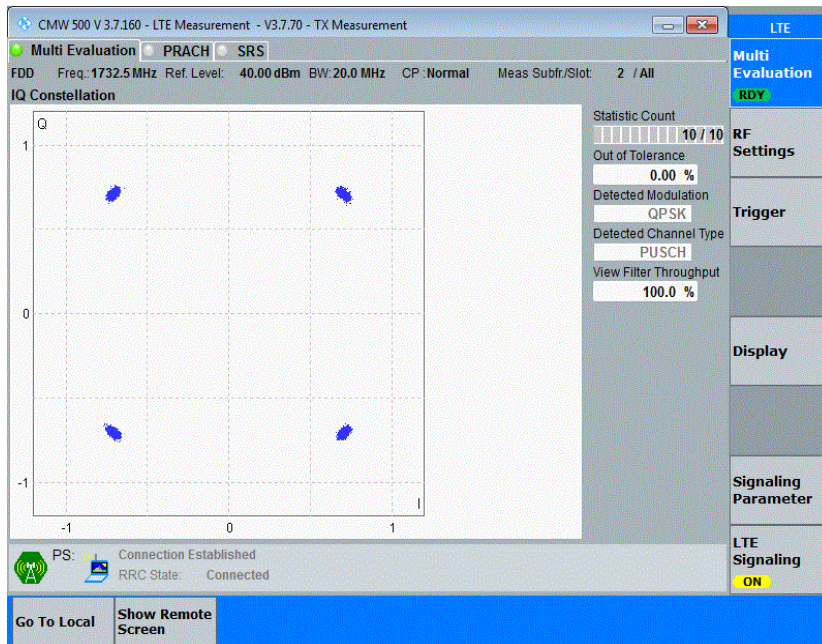 CMW 500 V 3.7.160 - LTE Measurement - V3.7.70 - TX Measurement
LTE
Multi Evaluation PRACH SRS
FDD Freq.: 1732.5 MHz Ref. Level: 40.00 dBm BW: 20.0 MHz CP : Normal Meas Subfr./Slot: 2 / All
IQ Constellation
Q
1
0
-1
I
-1 0 1
Statistic Count
10 / 10
Out of Tolerance
0.00 %
Detected Modulation
QPSK
Detected Channel Type
PUSCH
View Filter Throughput
100.0 %
Multi
Evaluation
RDY
RF
Settings
Trigger
Display
Signaling
Parameter
LTE
Signaling
ON
PS: Connection Established
RRC State: Connected
Go To Local
Show Remote
Screen